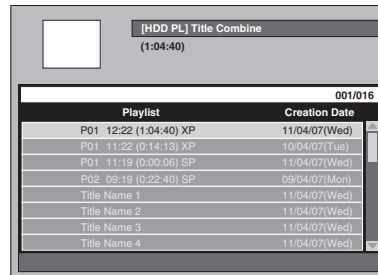 [HDD PL] Title Combine
(1:04:40)
001/016
Playlist Creation Date
P01 12:22 (1:04:40) XP 11/04/07(Wed)
P01 11:22 (0:14:13) XP 10/04/07(Tue)
P01 11:19 (0:00:06) SP 11/04/07(Wed)
P02 09:19 (0:22:40) SP 09/04/07(Mon)
Title Name 1 11/04/07(Wed)
Title Name 2 11/04/07(Wed)
Title Name 3 11/04/07(Wed)
Title Name 4 11/04/07(Wed)